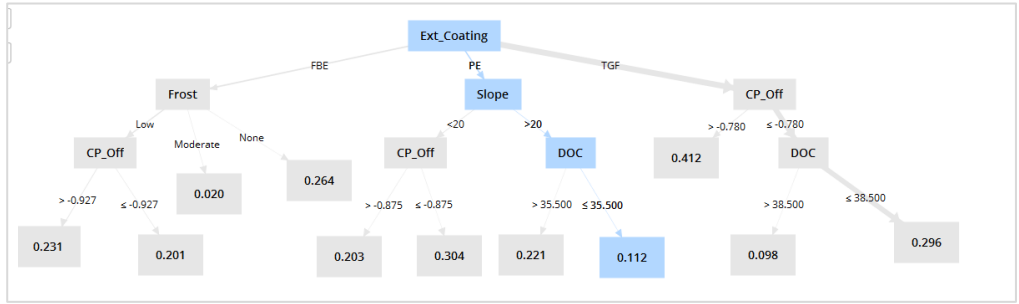 Ext_Coating
FBE
PE
TGF
Frost
Slope
CP_Off
Low
Moderate
None
<20
>20
> -0.780
≤ -0.780
CP_Off
0.020
0.264
CP_Off
DOC
0.412
DOC
> -0.927
≤ -0.927
> -0.875
≤ -0.875
> 35.500
≤ 35.500
> 38.500
≤ 38.500
0.231
0.201
0.203
0.304
0.221
0.112
0.098
0.296